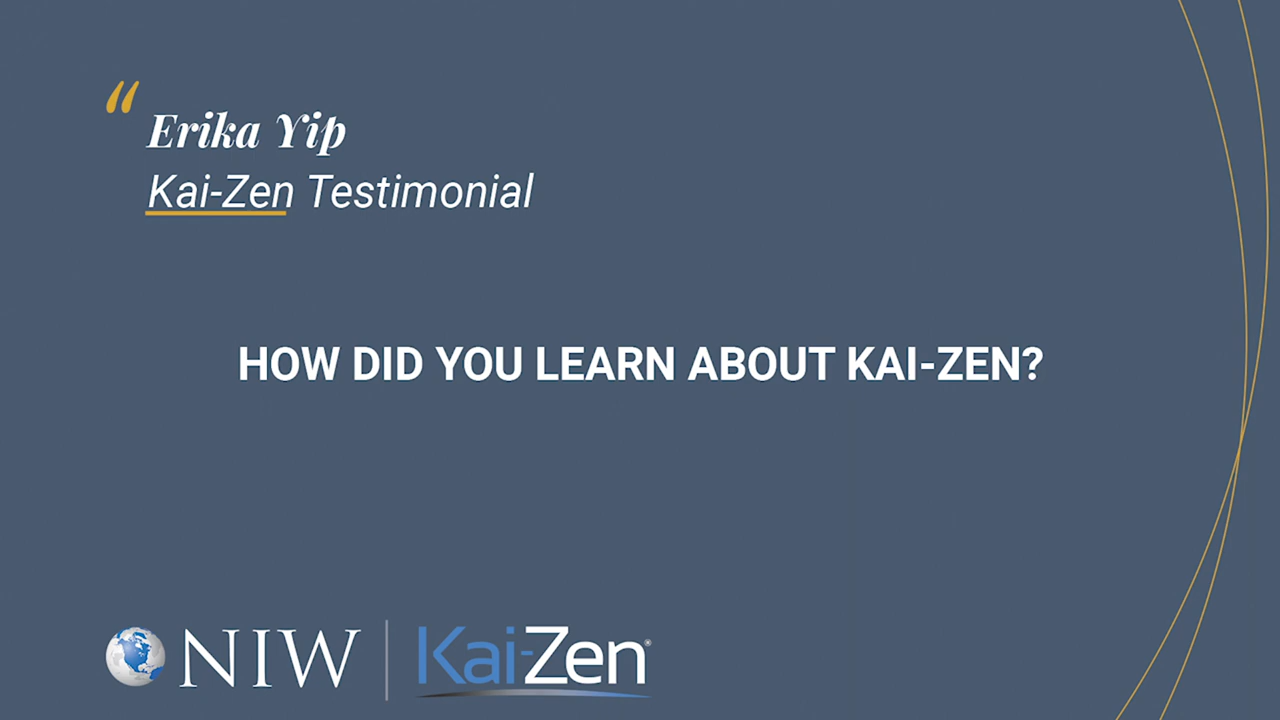 “
Erika Yip
Kai-Zen Testimonial
HOW DID YOU LEARN ABOUT KAI-ZEN?
NIW
Kai-Zen®